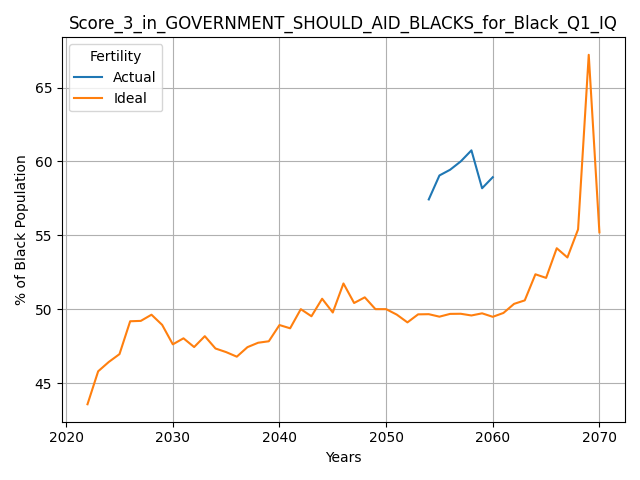 Score_3_in_GOVERNMENT_SHOULD_AID_BLACKS_for_Black_Q1_IQ
Fertility
Actual
Ideal
% of Black Population
65
60
55
50
45
2020 2030 2040 2050 2060 2070
Years